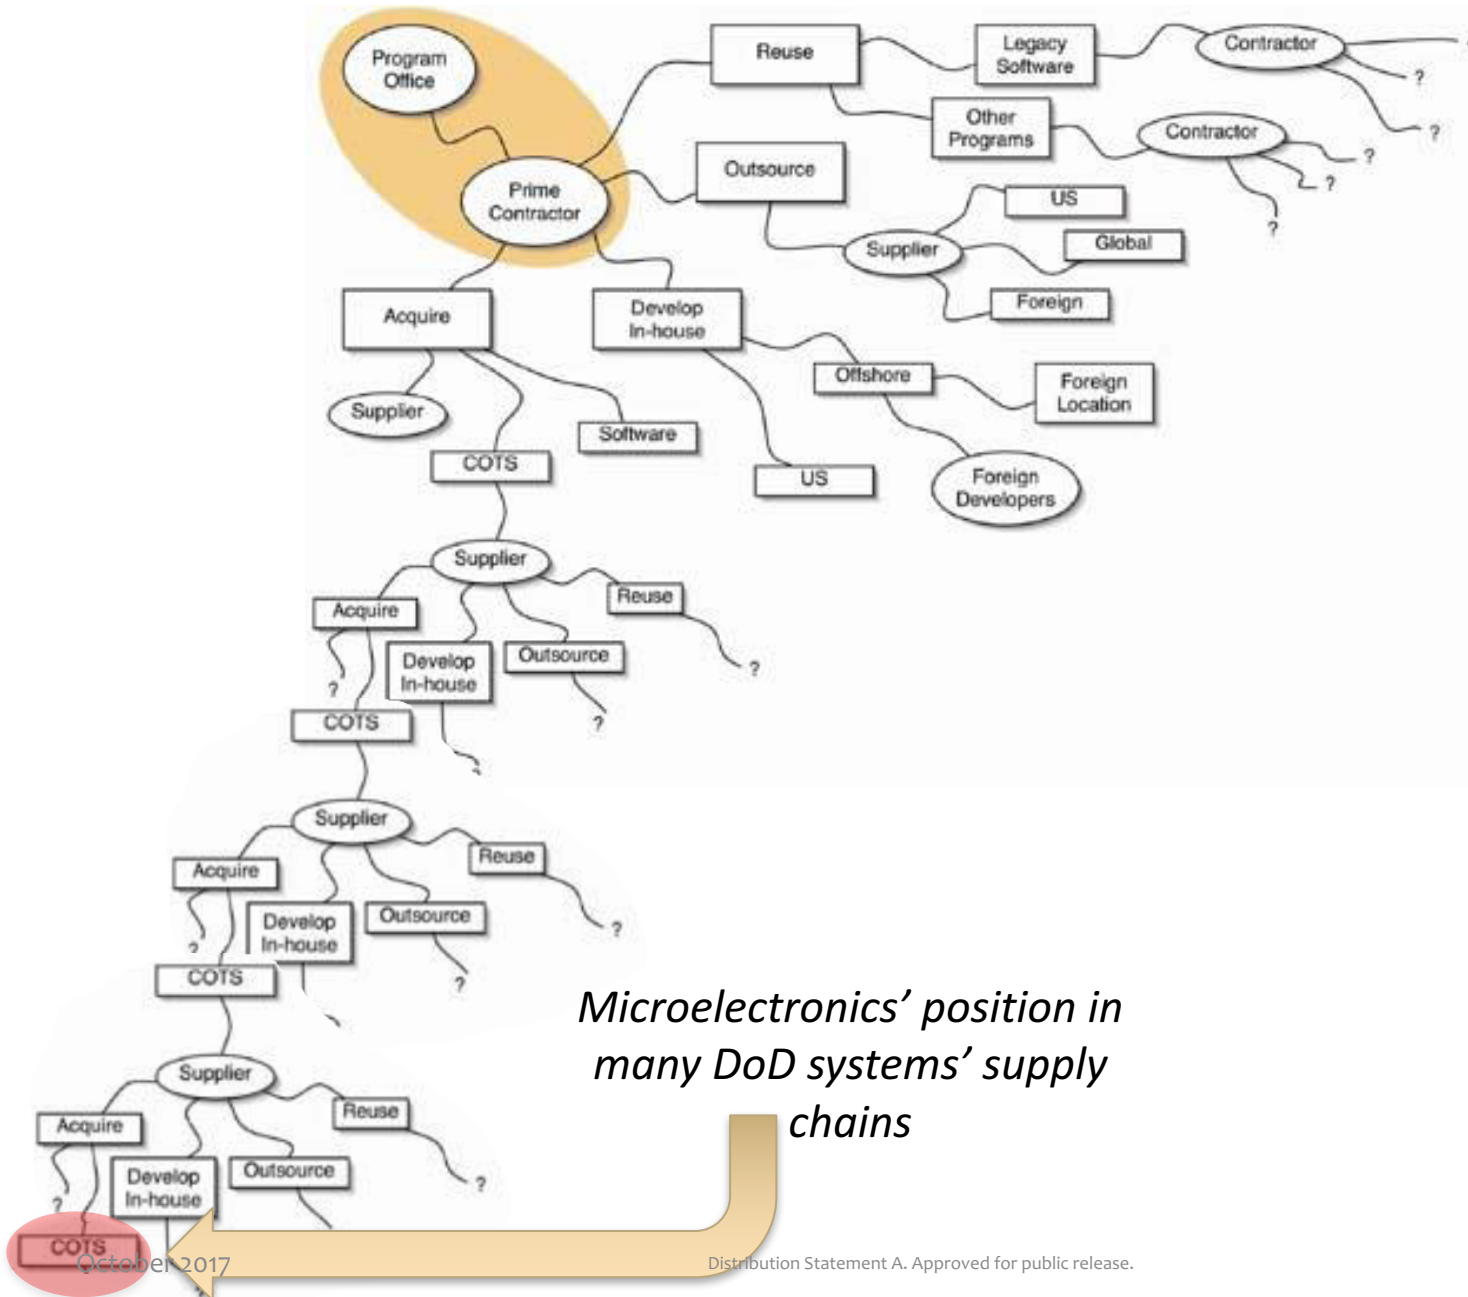 Program
Office
Prime
Contractor
Reuse
Legacy
Software
Contractor
?
?
Other
Programs
Contractor
?
?
?
Outsource
Supplier
US
Global
Foreign
Acquire
Develop
In-house
Offshore
Foreign
Location
Foreign
Developers
US
Supplier
Software
COTS
Supplier
Acquire
?
Develop
In-house
Outsource
?
Reuse
?
COTS
Supplier
Acquire
?
Develop
In-house
Outsource
?
Reuse
?
COTS
Supplier
Acquire
?
Develop
In-house
Outsource
Reuse
?
COTS
Microelectronics’ position in
many DoD systems’ supply
chains
October 2017
Distribution Statement A. Approved for public release.